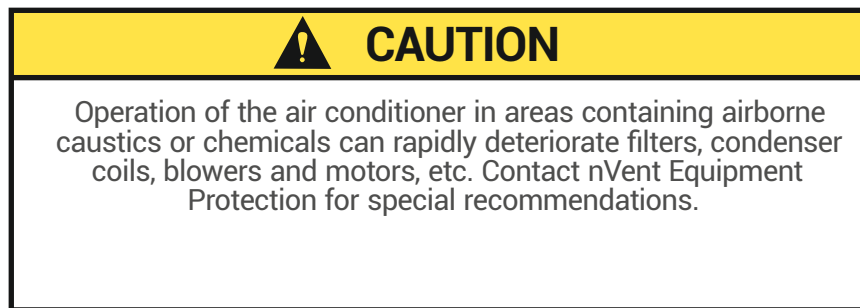 CAUTION
Operation of the air conditioner in areas containing airborne
caustics or chemicals can rapidly deteriorate filters, condenser
coils, blowers and motors, etc. Contact nVent Equipment
Protection for special recommendations.